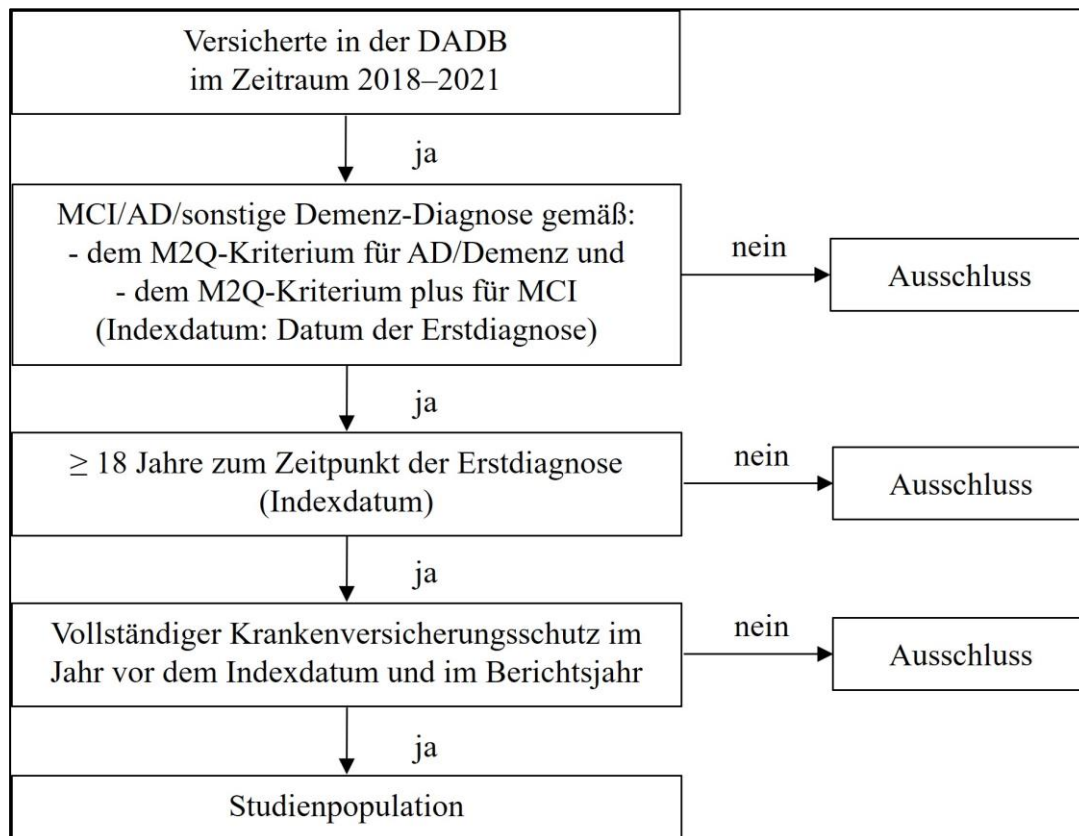 Versicherte in der DADB
im Zeitraum 2018–2021
ja
MCI/AD/sonstige Demenz-Diagnose gemäß:
- dem M2Q-Kriterium für AD/Demenz und
- dem M2Q-Kriterium plus für MCI
(Indexdatum: Datum der Erstdiagnose)
nein
Ausschluss
ja
≥ 18 Jahre zum Zeitpunkt der Erstdiagnose
(Indexdatum)
nein
Ausschluss
ja
Vollständiger Krankenversicherungsschutz im
Jahr vor dem Indexdatum und im Berichtsjahr
nein
Ausschluss
ja
Studienpopulation